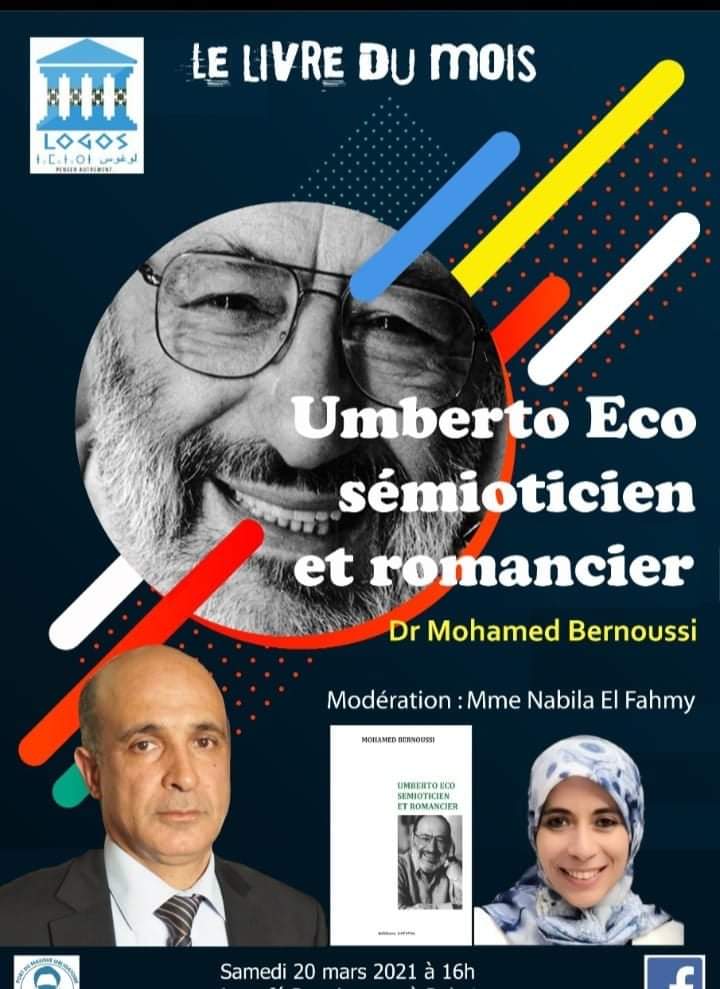 LE LIVRE DU MOIS
LOGOS
ⵜ.ⵎ.ⵜ.ⵓⵜ لوغوس
PENSER AUTREMENT
Umberto Eco
sémioticien
et romancier
Dr Mohamed Bernoussi
Modération : Mme Nabila El Fahmy
MOHAMED BERNOUSSI
UMBERTO ECO
SEMIOTICIEN
ET ROMANCIER
Samedi 20 mars 2021 à 16h